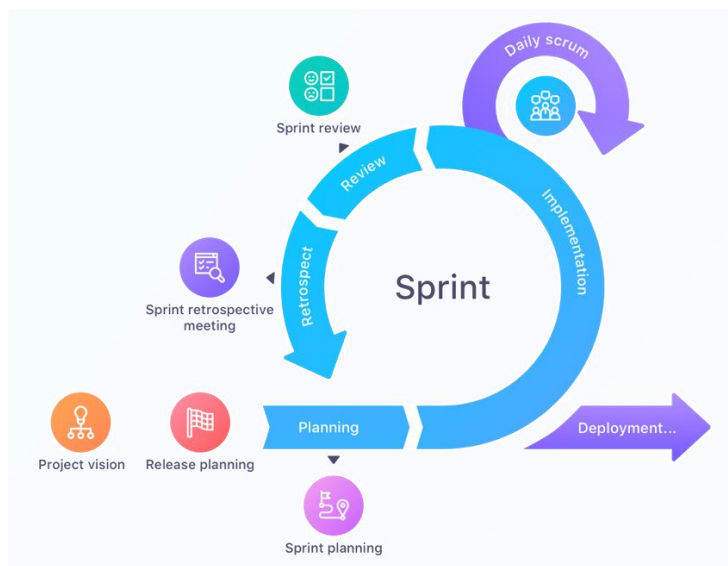 Daily scrum
Sprint review
Review
Implementation
Retrospect
Sprint
Sprint retrospective
meeting
Planning
Deployment...
Project vision
Release planning
Sprint planning